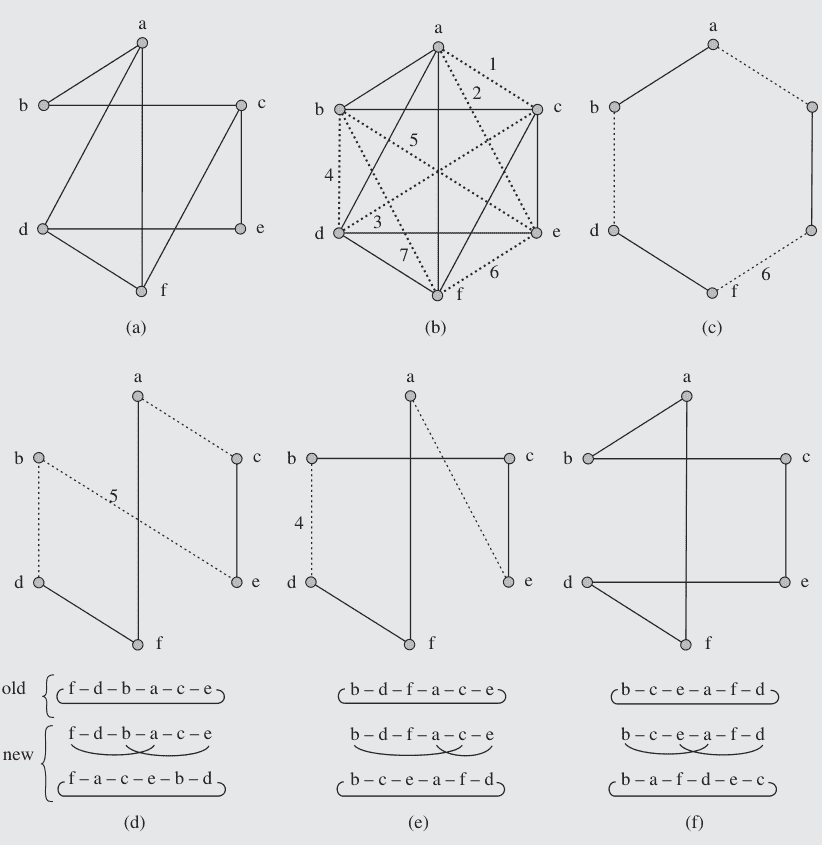 a
b
c
d
e
f
(a)
a
1
2
b
c
5
4
3
d
e
7
6
f
(b)
a
b
d
6
f
(c)
a
b
c
5
d
e
f
old
f – d – b – a – c – e
new
f – d – b – a – c – e
f – a – c – e – b – d
(d)
a
b
c
4
d
e
f
b – d – f – a – c – e
b – d – f – a – c – e
b – c – e – a – f – d
(e)
a
b
c
d
e
f
b – c – e – a – f – d
b – c – e – a – f – d
b – a – f – d – e – c
(f)